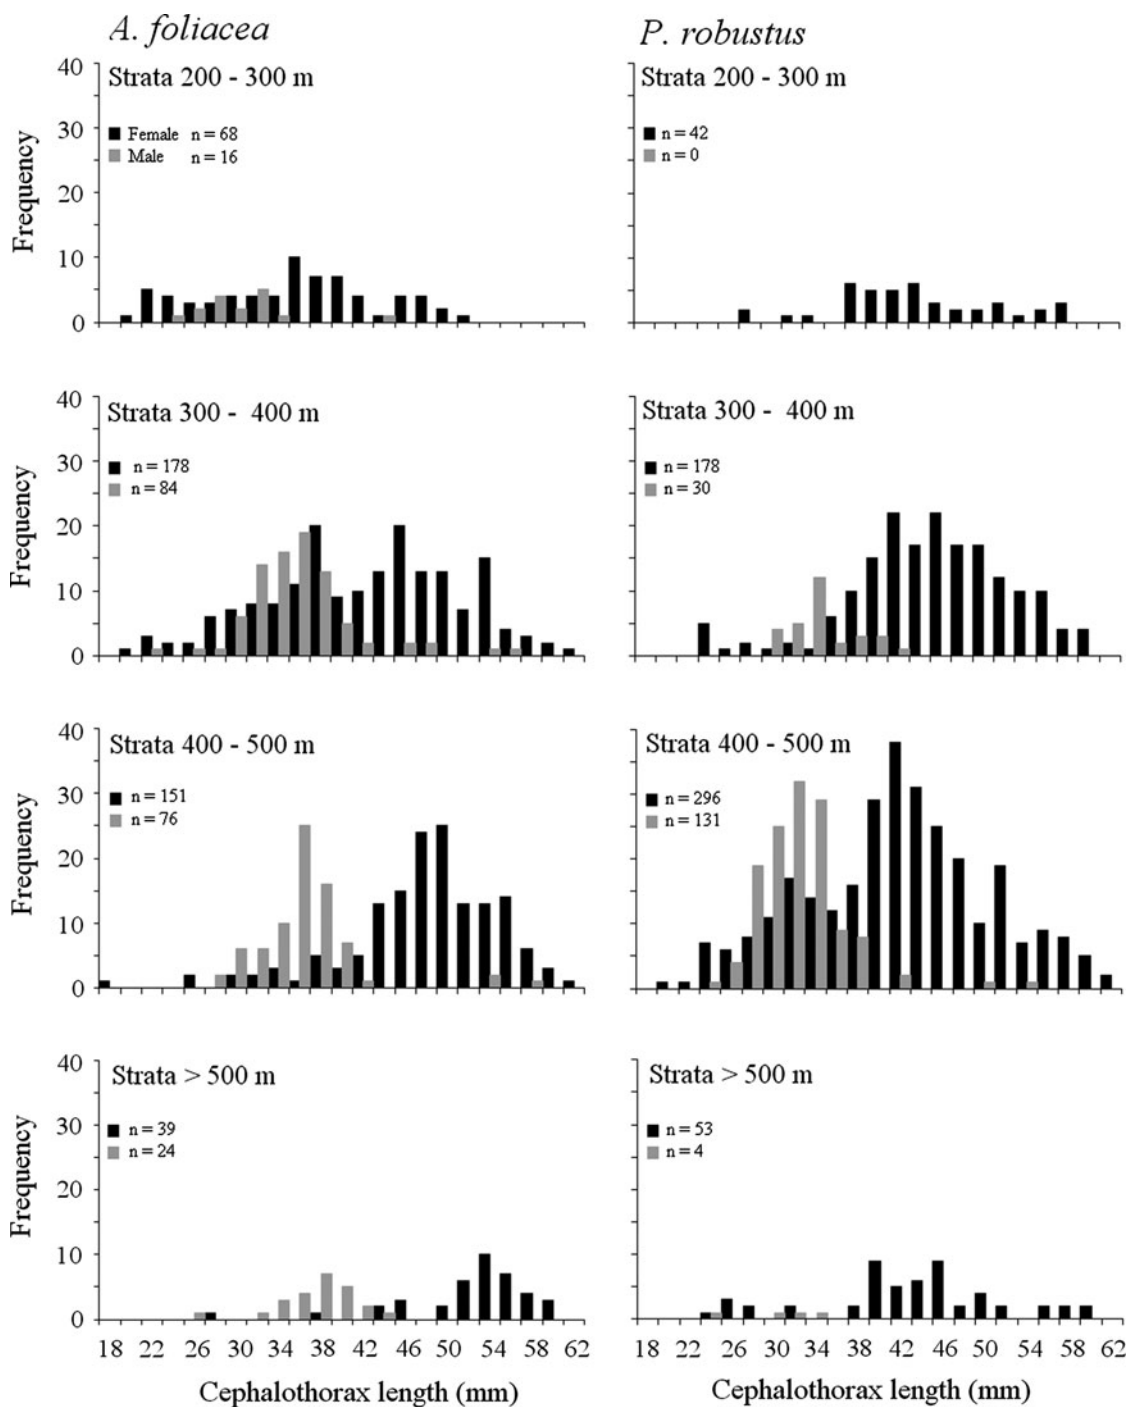 A. foliacea
P. robustus
Strata 200 - 300 m
Female n = 68
Male n = 16
Frequency
40
30
20
10
0
Strata 200 - 300 m
n = 42
n = 0
Strata 300 - 400 m
n = 178
n = 84
Frequency
40
30
20
10
0
Strata 300 - 400 m
n = 178
n = 30
Strata 400 - 500 m
n = 151
n = 76
Frequency
40
30
20
10
0
Strata 400 - 500 m
n = 296
n = 131
Strata > 500 m
n = 39
n = 24
Frequency
40
30
20
10
0
Strata > 500 m
n = 53
n = 4
18 22 26 30 34 38 42 46 50 54 58 62
18 22 26 30 34 38 42 46 50 54 58 62
Cephalothorax length (mm)
Cephalothorax length (mm)